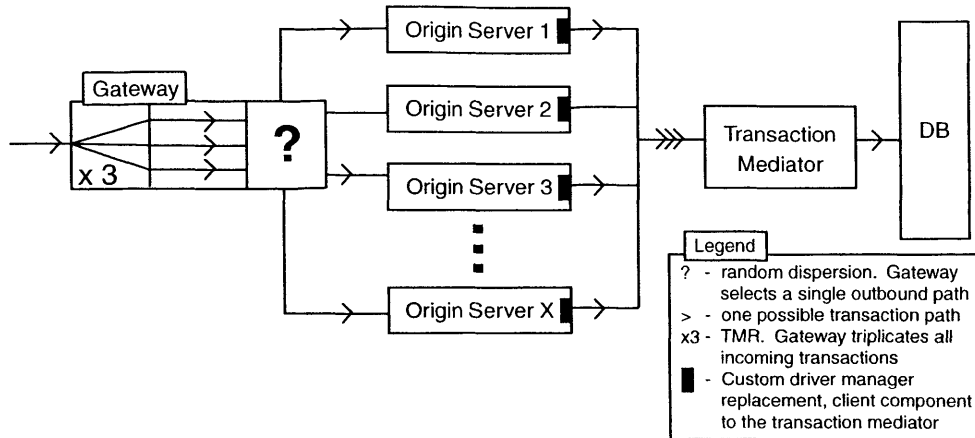 Gateway
x 3
?
Origin Server 1
Origin Server 2
Origin Server 3
Origin Server X
Transaction
Mediator
DB
Legend
? - random dispersion. Gateway
selects a single outbound path
> - one possible transaction path
x3 - TMR. Gateway triplicates all
incoming transactions
- Custom driver manager
replacement, client component
to the transaction mediator